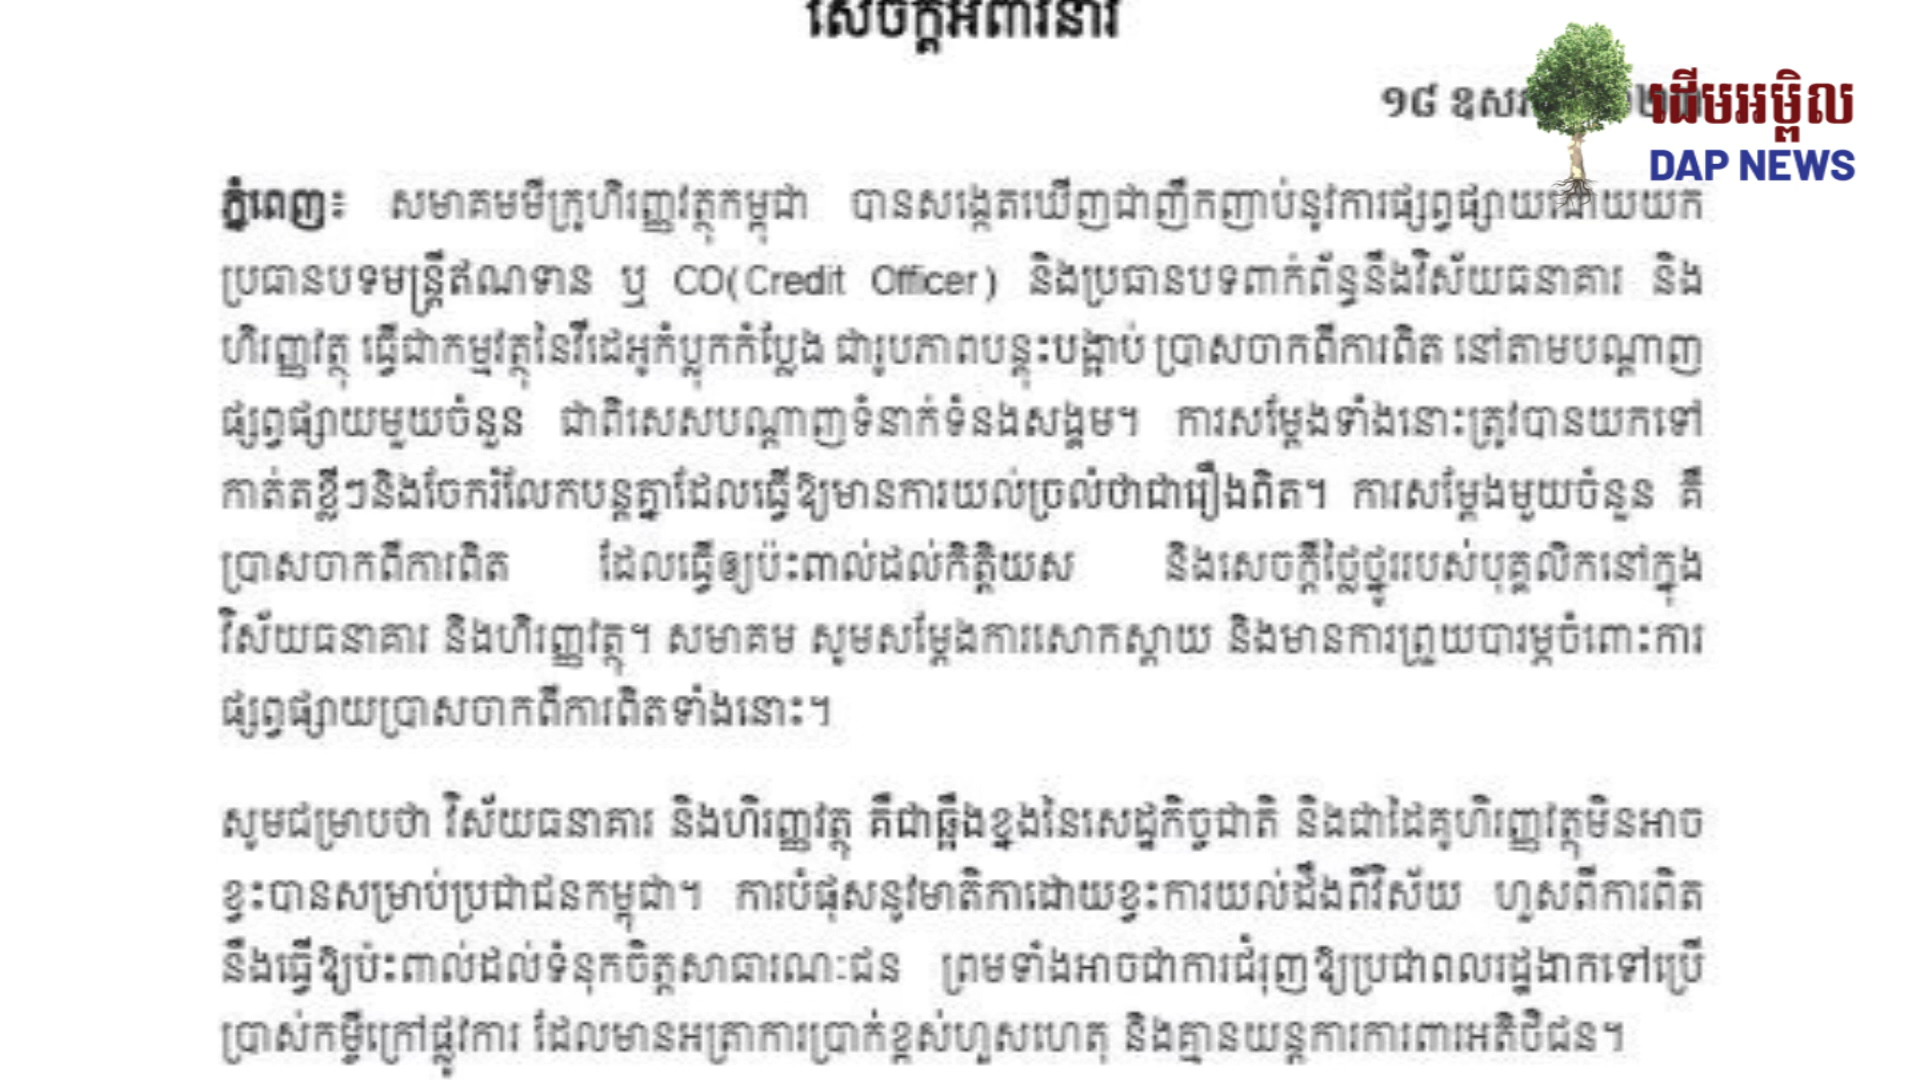 សេចក្តីអំពាវនាវ
១៨ ឧស
ដើមអម្ពិល
DAP NEWS
ភ្នំពេញ៖ សមាគមមីក្រូហិរញ្ញវត្ថុកម្ពុជា បានសង្កេតឃើញជាញឹកញាប់នូវការផ្សព្វផ្សាយដោយយក
ប្រធានបទមន្ត្រីឥណទាន ឬ CO(Credit Officer) និងប្រធានបទពាក់ព័ន្ធនឹងវិស័យធនាគារ និង
ហិរញ្ញវត្ថុ ធ្វើជាកម្មវត្ថុនៃវីដេអូកំប្លុកកំប្លែង ជារូបភាពបន្តុះបង្អាប់ ប្រាសចាកពីការពិត នៅតាមបណ្តាញ
ផ្សព្វផ្សាយមួយចំនួន ជាពិសេសបណ្តាញទំនាក់ទំនងសង្គម។ ការសម្តែងទាំងនោះត្រូវបានយកទៅ
កាត់តខ្លីៗនិងចែករំលែកបន្តគ្នាដែលធ្វើឱ្យមានការយល់ច្រលំថាជារឿងពិត។ ការសម្តែងមួយចំនួន គឺ
ប្រាសចាកពីការពិត ដែលធ្វើឲ្យប៉ះពាល់ដល់កិត្តិយស និងសេចក្តីថ្លៃថ្នូររបស់បុគ្គលិកនៅក្នុង
វិស័យធនាគារ និងហិរញ្ញវត្ថុ។ សមាគម សូមសម្តែងការសោកស្តាយ និងមានការព្រួយបារម្ភចំពោះការ
ផ្សព្វផ្សាយប្រាសចាកពីការពិតទាំងនោះ។
សូមជម្រាបថា វិស័យធនាគារ និងហិរញ្ញវត្ថុ គឺជាឆ្អឹងខ្នងនៃសេដ្ឋកិច្ចជាតិ និងជាដៃគូហិរញ្ញវត្ថុមិនអាច
ខ្វះបានសម្រាប់ប្រជាជនកម្ពុជា។ ការបំផុសនូវមាតិកាដោយខ្វះការយល់ដឹងពីវិស័យ ហួសពីការពិត
នឹងធ្វើឱ្យប៉ះពាល់ដល់ទំនុកចិត្តសាធារណៈជន ព្រមទាំងអាចជាការជំរុញឱ្យប្រជាពលរដ្ឋងាកទៅប្រើ
ប្រាស់កម្ចីក្រៅផ្លូវការ ដែលមានអត្រាការប្រាក់ខ្ពស់ហួសហេតុ និងគ្មានយន្តការការពារអតិថិជន។